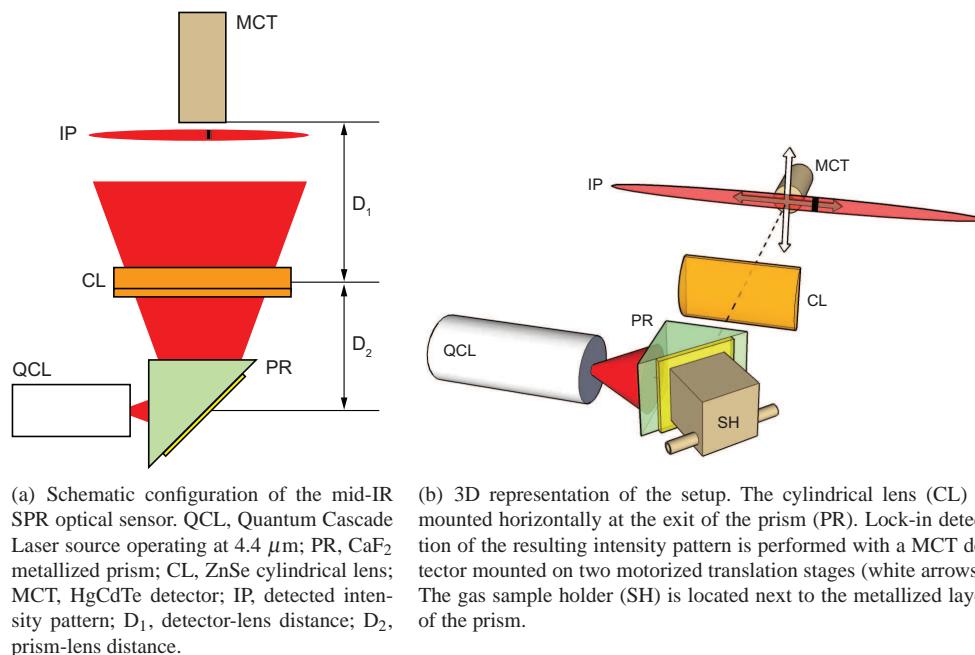 MCT
IP
D1
CL
D2
PR
QCL
MCT
IP
CL
PR
QCL
SH
(a) Schematic configuration of the mid-IR
SPR optical sensor. QCL, Quantum Cascade
Laser source operating at 4.4 μm; PR, CaF2
metallized prism; CL, ZnSe cylindrical lens;
MCT, HgCdTe detector; IP, detected inten-
sity pattern; D1, detector-lens distance; D2,
prism-lens distance.
(b) 3D representation of the setup. The cylindrical lens (CL)
mounted horizontally at the exit of the prism (PR). Lock-in detec-
tion of the resulting intensity pattern is performed with a MCT de
tector mounted on two motorized translation stages (white arrows
The gas sample holder (SH) is located next to the metallized lay
of the prism.